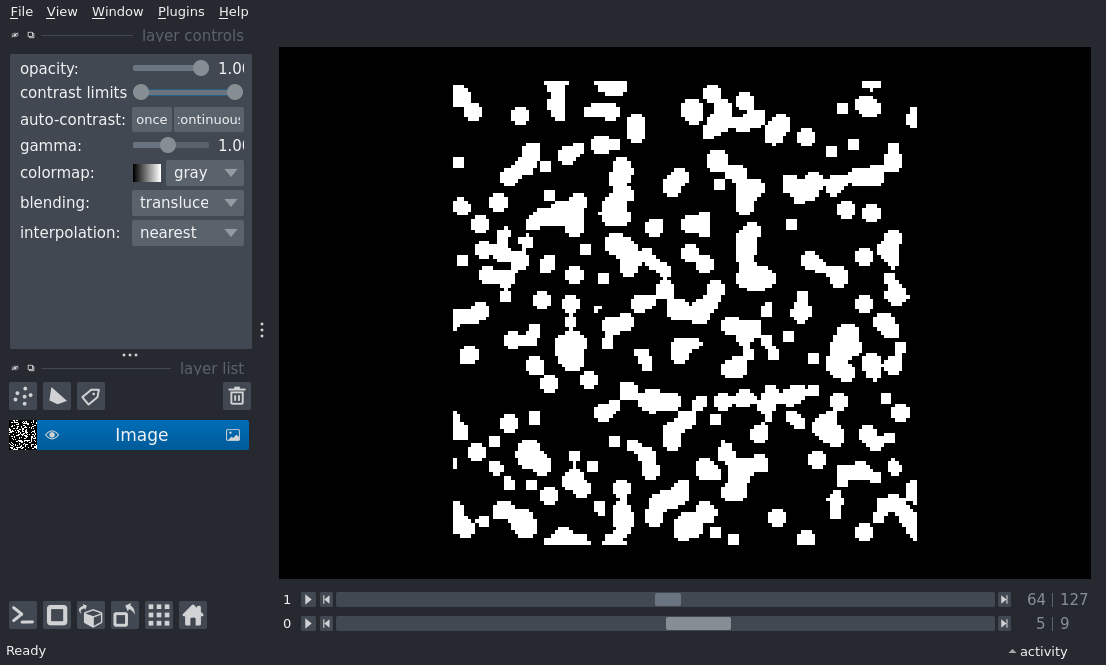 File View Window Plugins Help
layer controls
opacity: 1.00
contrast limits
auto-contrast: once continuous
gamma: 1.00
colormap: gray
blending: transluce
interpolation: nearest
layer list
Image
1 64 | 127
0 5 | 9
Ready activity